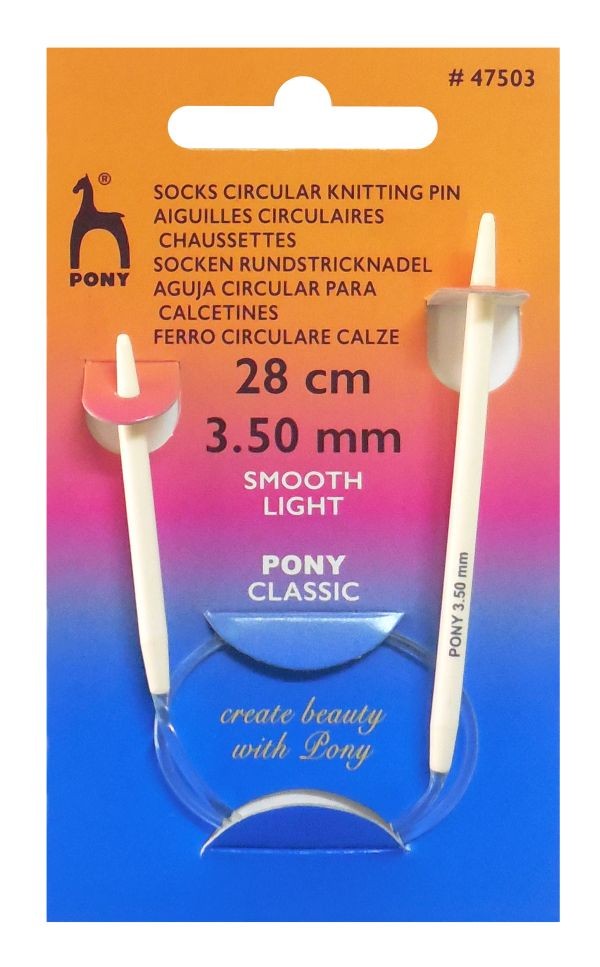 # 47503
®
PONY
SOCKS CIRCULAR KNITTING PIN
AIGUILLES CIRCULAIRES
CHAUSSETTES
SOCKEN RUNDSTRICKNADEL
AGUJA CIRCULAR PARA
CALCETINES
FERRO CIRCULARE CALZE
28 cm
3.50 mm
SMOOTH
LIGHT
PONY
CLASSIC
PONY 3.50 mm
create beauty
with Pony